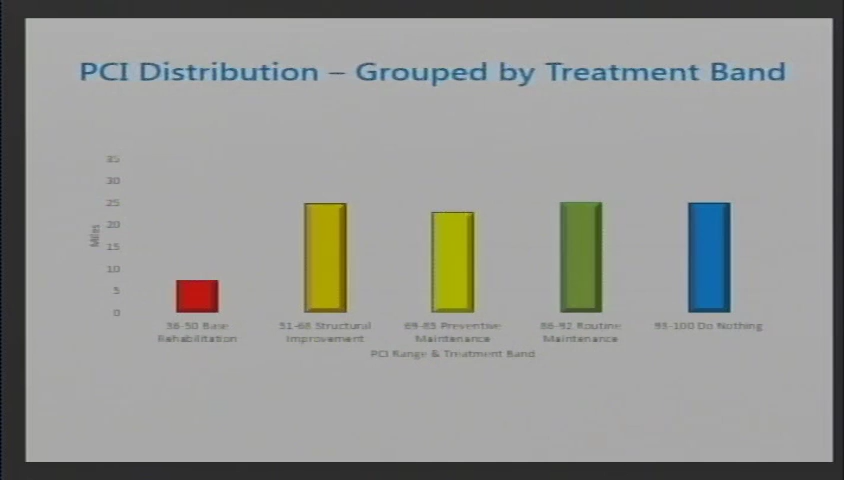 PCI Distribution – Grouped by Treatment Band
35
30
25
20
15
10
5
0
Miles
36-50 Base Rehabilitation
51-68 Structural Improvement
69-85 Preventive Maintenance
86-92 Routine Maintenance
93-100 Do Nothing
PCI Range & Treatment Band